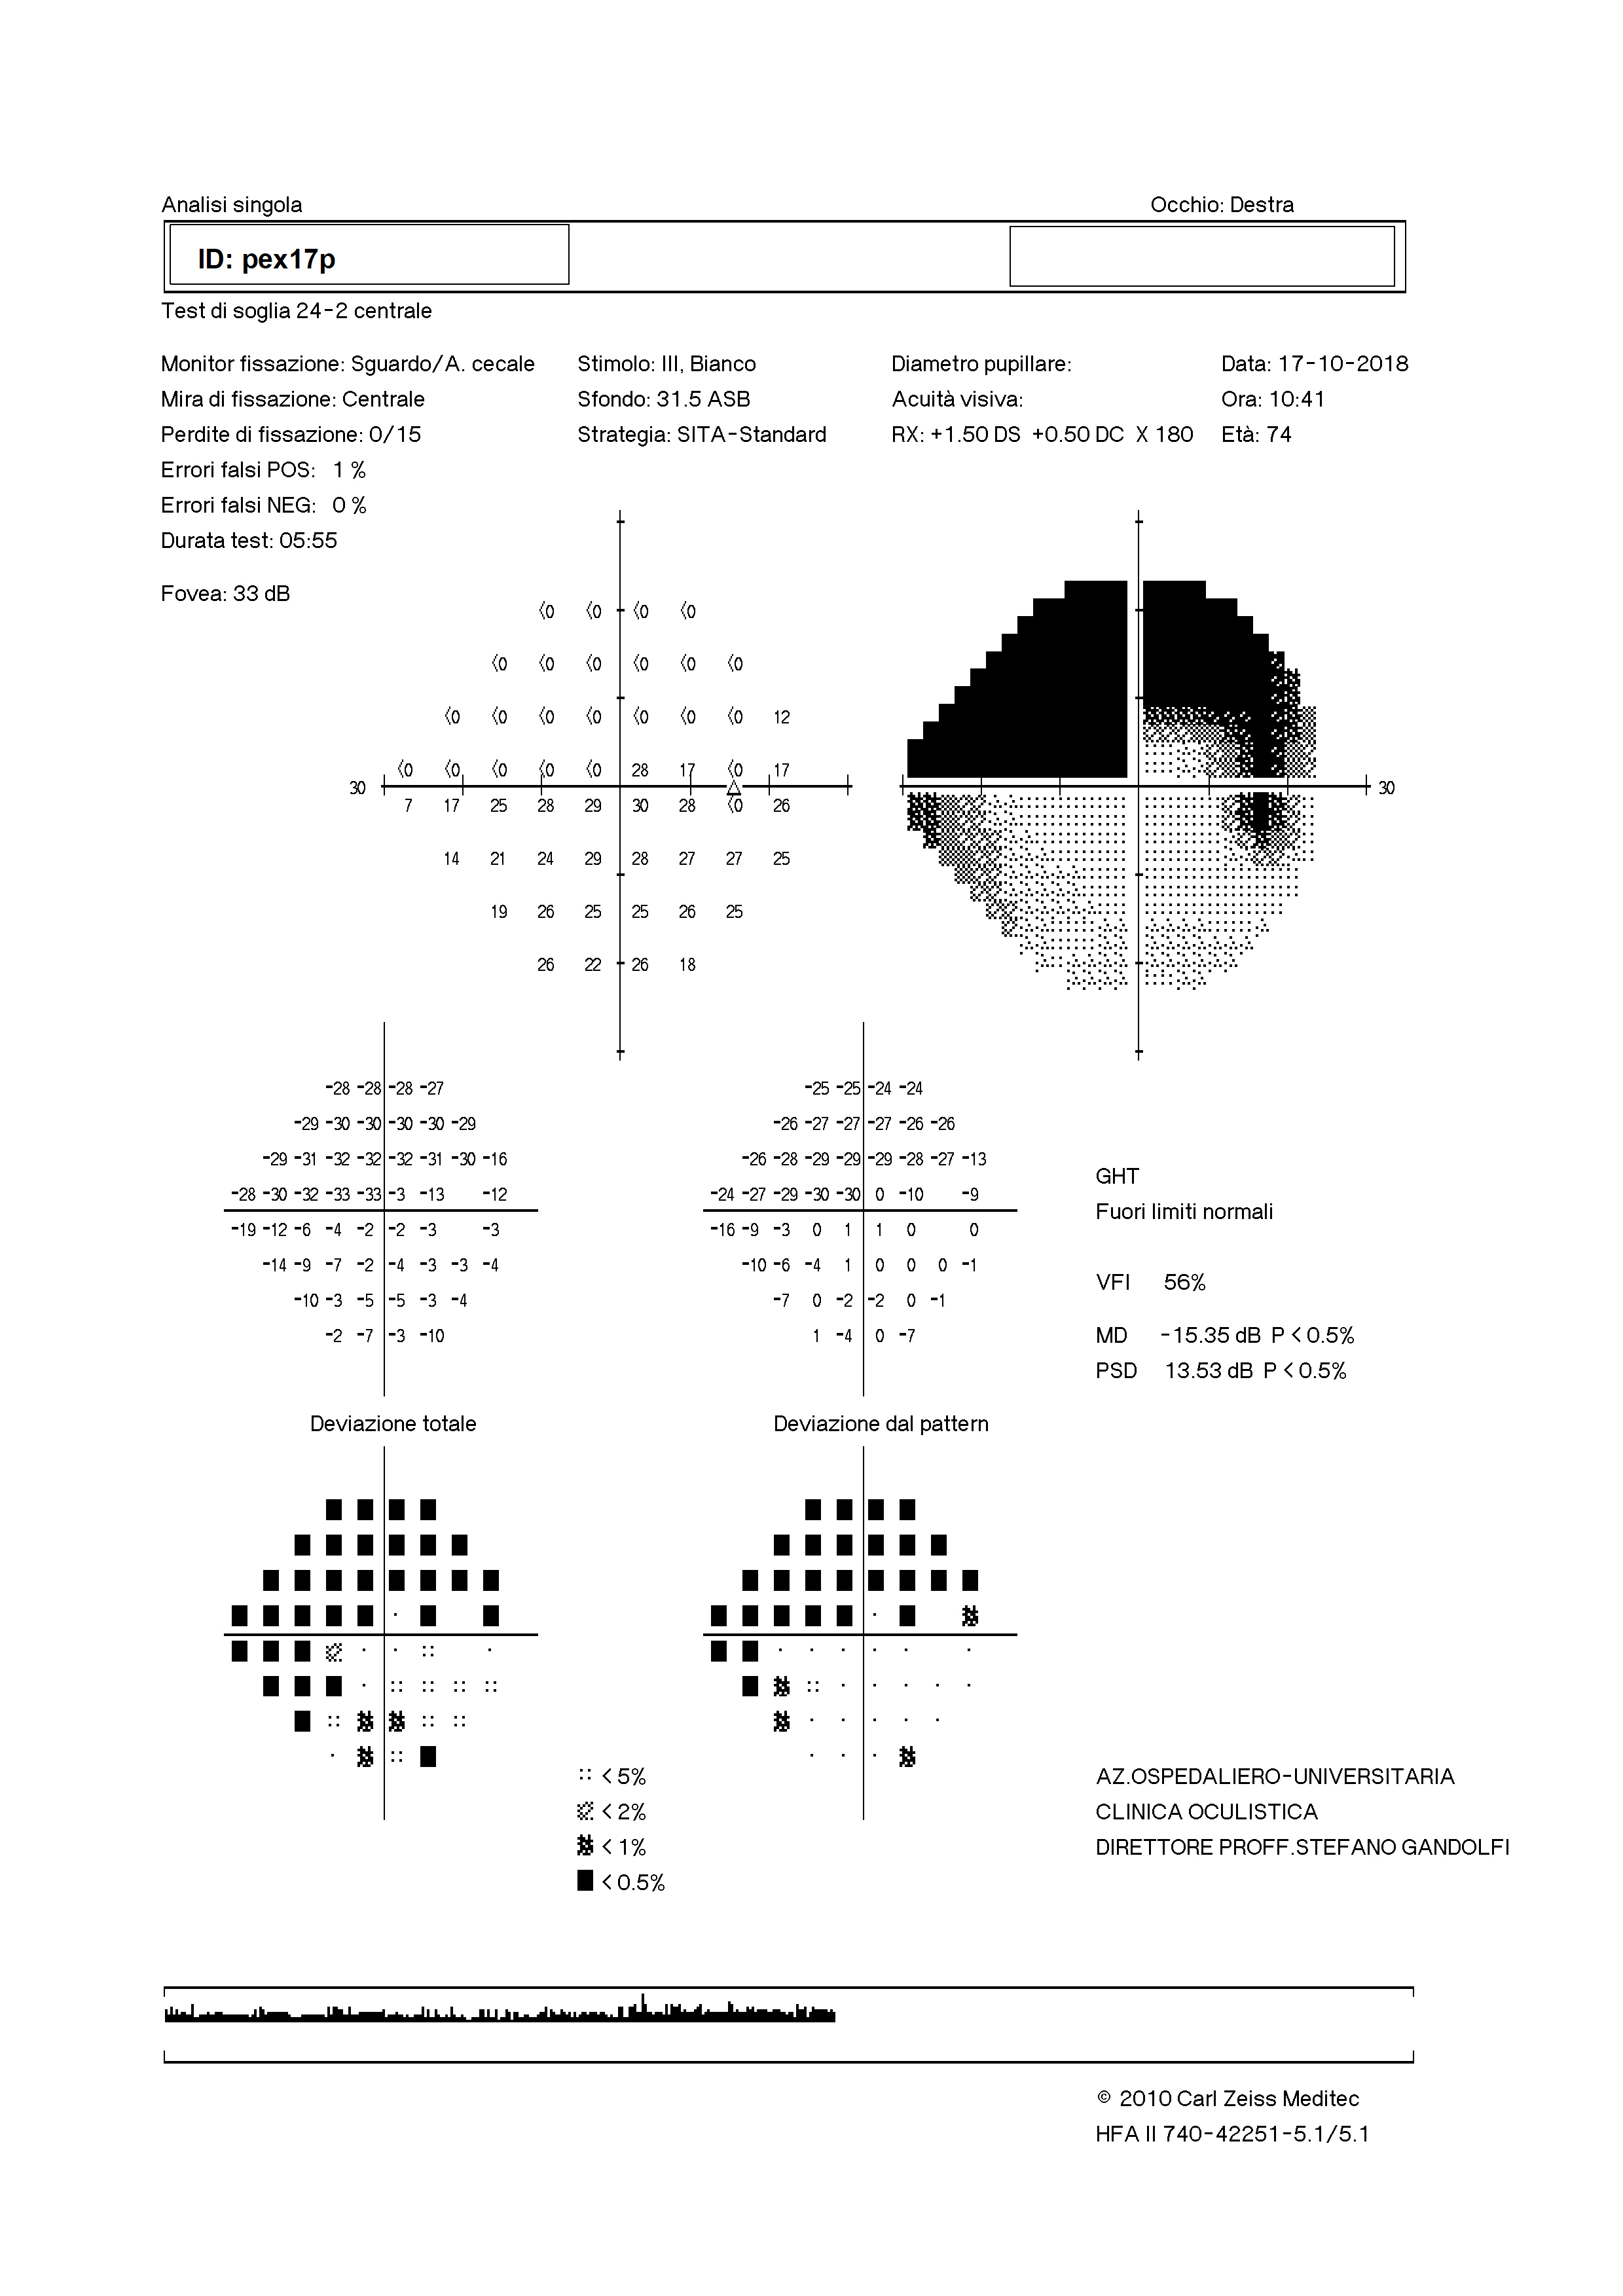 Analisi singola Occhio: Destra
ID: pex17p
Test di soglia 24-2 centrale
Monitor fissazione: Sguardo/A. cecale Stimolo: III, Bianco Diametro pupillare: Data: 17-10-2018
Mira di fissazione: Centrale Sfondo: 31.5 ASB Acuità visiva: Ora: 10:41
Perdite di fissazione: 0/15 Strategia: SITA-Standard RX: +1.50 DS +0.50 DC X 180 Età: 74
Errori falsi POS: 1 %
Errori falsi NEG: 0 %
Durata test: 05:55
Fovea: 33 dB
<0 <0 <0 <0
<0 <0 <0 <0 <0 <0
<0 <0 <0 <0 <0 <0 <0 12
<0 <0 <0 <0 <0 28 17 <0 17
30 30
7 17 25 28 29 30 28 <0 26
14 21 24 29 28 27 27 25
19 26 25 25 26 25
26 22 26 18
-28 -28 -28 -27 -25 -25 -24 -24
-29 -30 -30 -30 -30 -29 -26 -27 -27 -27 -26 -26
-29 -31 -32 -32 -32 -31 -30 -16 -26 -28 -29 -29 -29 -28 -27 -13
-28 -30 -32 -33 -33 -3 -13 -12 -24 -27 -29 -30 -30 0 -10 -9
-19 -12 -6 -4 -2 -2 -3 -3 -16 -9 -3 0 1 1 0 0
-14 -9 -7 -2 -4 -3 -3 -4 -10 -6 -4 1 0 0 0 -1
-10 -3 -5 -5 -3 -4 -7 0 -2 -2 0 -1
-2 -7 -3 -10 1 -4 0 -7
GHT
Fuori limiti normali
VFI 56%
MD -15.35 dB P < 0.5%
PSD 13.53 dB P < 0.5%
Deviazione totale Deviazione dal pattern
< 5%
< 2%
< 1%
< 0.5%
AZ.OSPEDALIERO-UNIVERSITARIA
CLINICA OCULISTICA
DIRETTORE PROFF.STEFANO GANDOLFI
© 2010 Carl Zeiss Meditec
HFA II 740-42251-5.1/5.1